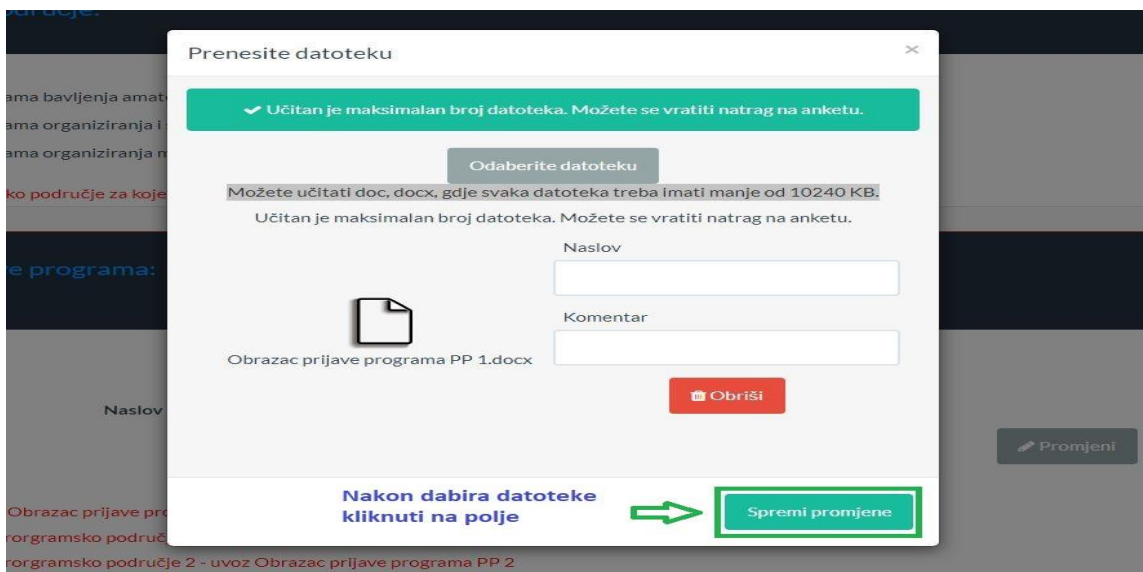 područje:
Prenesite datoteku
×
ama bavljenja amat
✓ Učitan je maksimalan broj datoteka. Možete se vratiti natrag na anketu.
ama organiziranja i
ama organiziranja m
Odaberite datoteku
ko područje za koje
Možete učitati doc, docx, gdje svaka datoteka treba imati manje od 10240 KB.
Učitan je maksimalan broj datoteka. Možete se vratiti natrag na anketu.
Naslov
e programa:
Komentar
Obrazac prijave programa PP 1.docx
Obriši
Naslov
Promjeni
Nakon dabira datoteke
kliknuti na polje
Spremi promjene
Obrazac prijave pro
rorgramsko područ
rorgramsko područje 2 - uvoz Obrazac prijave programa PP 2